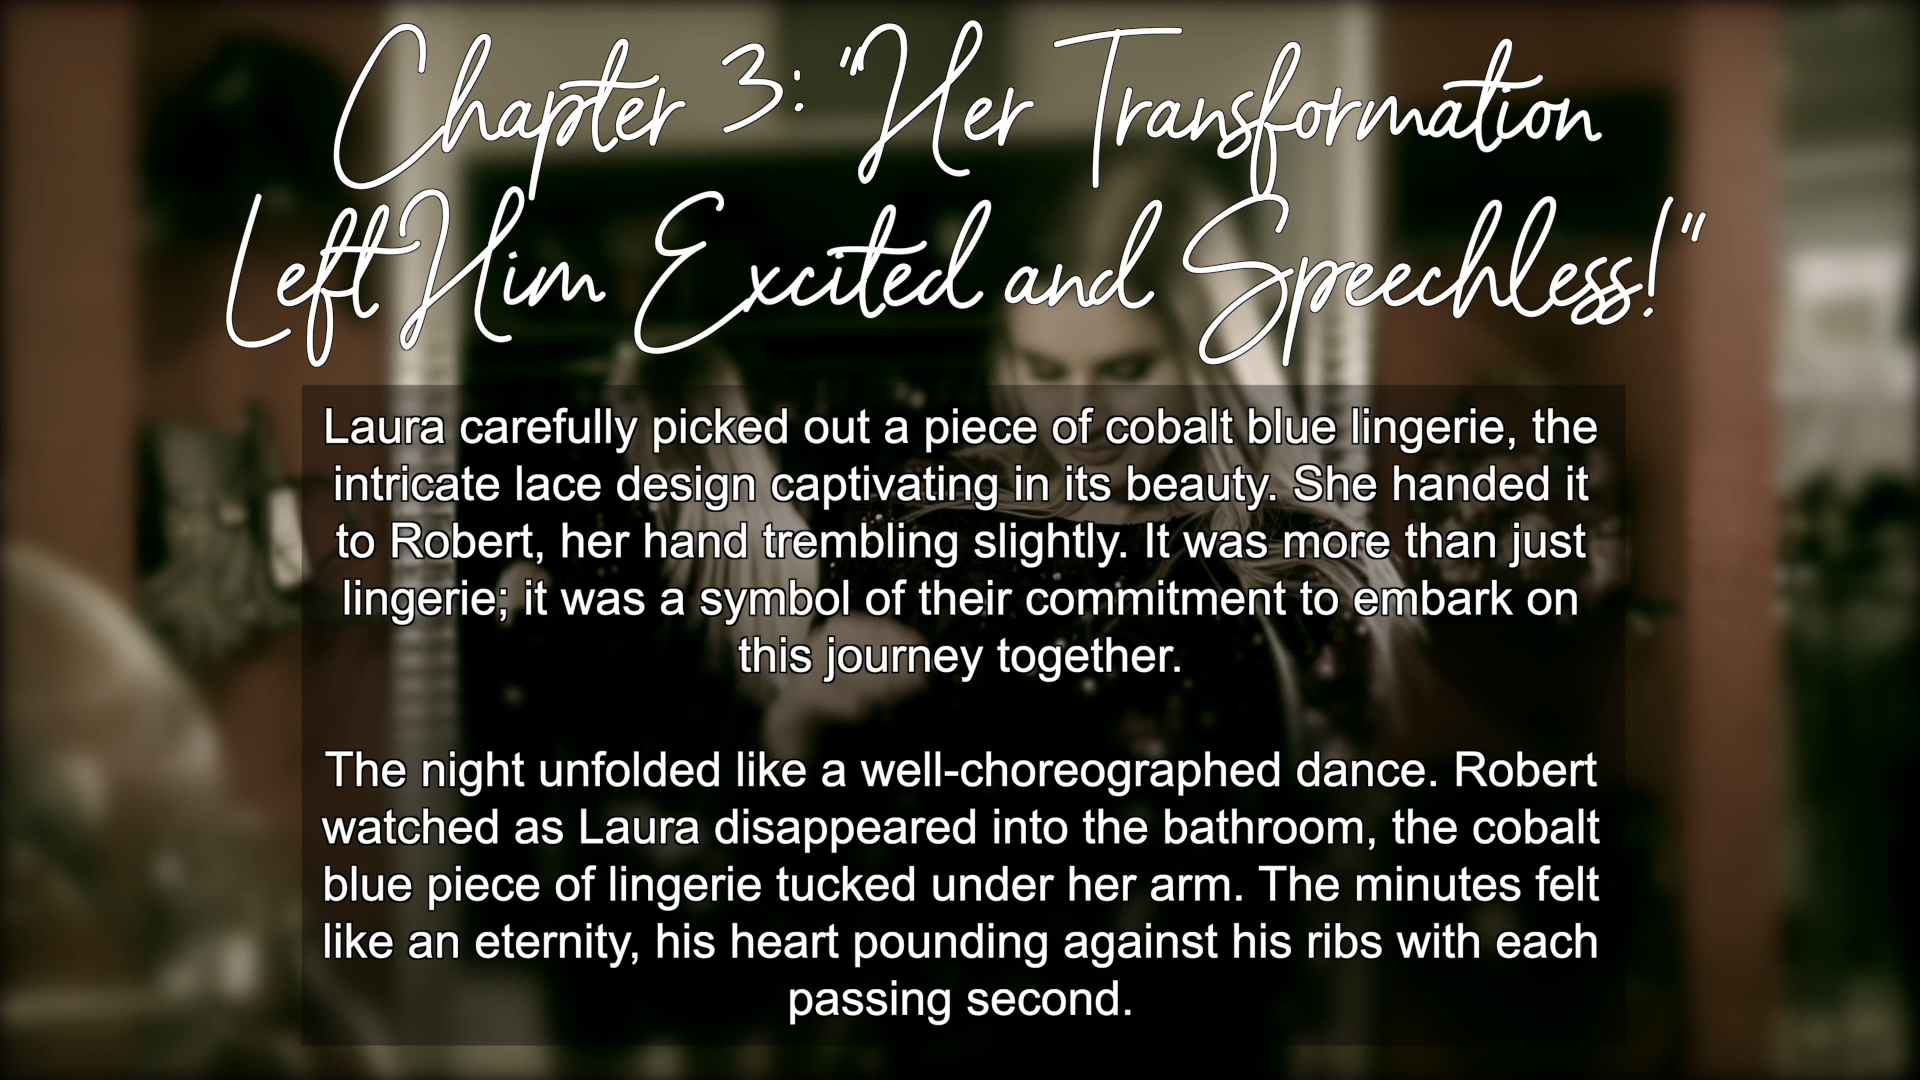 Chapter 3: "Her Transformation
Left Him Excited and Speechless!"
Laura carefully picked out a piece of cobalt blue lingerie, the
intricate lace design captivating in its beauty. She handed it
to Robert, her hand trembling slightly. It was more than just
lingerie; it was a symbol of their commitment to embark on
this journey together.
The night unfolded like a well-choreographed dance. Robert
watched as Laura disappeared into the bathroom, the cobalt
blue piece of lingerie tucked under her arm. The minutes felt
like an eternity, his heart pounding against his ribs with each
passing second.